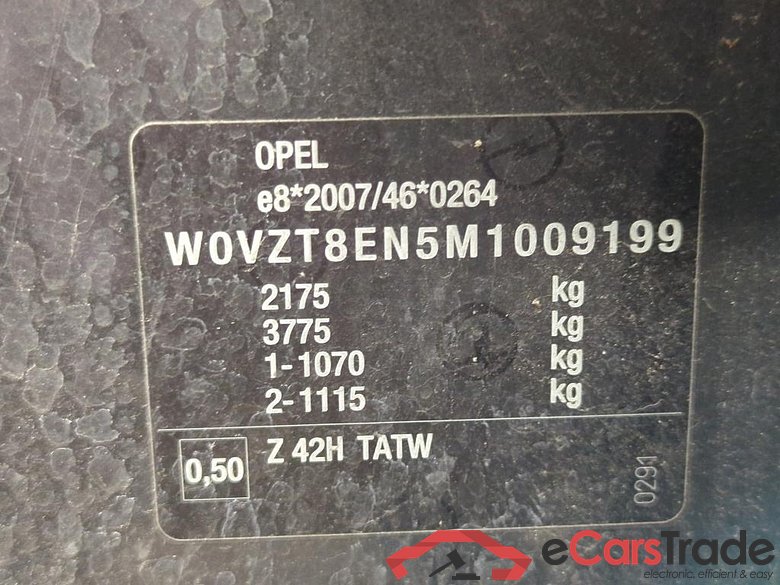 OPEL
e8*2007/46*0264
W0VZT8EN5M1009199
2175 kg
3775 kg
1-1070 kg
2-1115 kg
0,50 Z 42H TATW
0291
eCarsTrade
electronic, efficient & easy